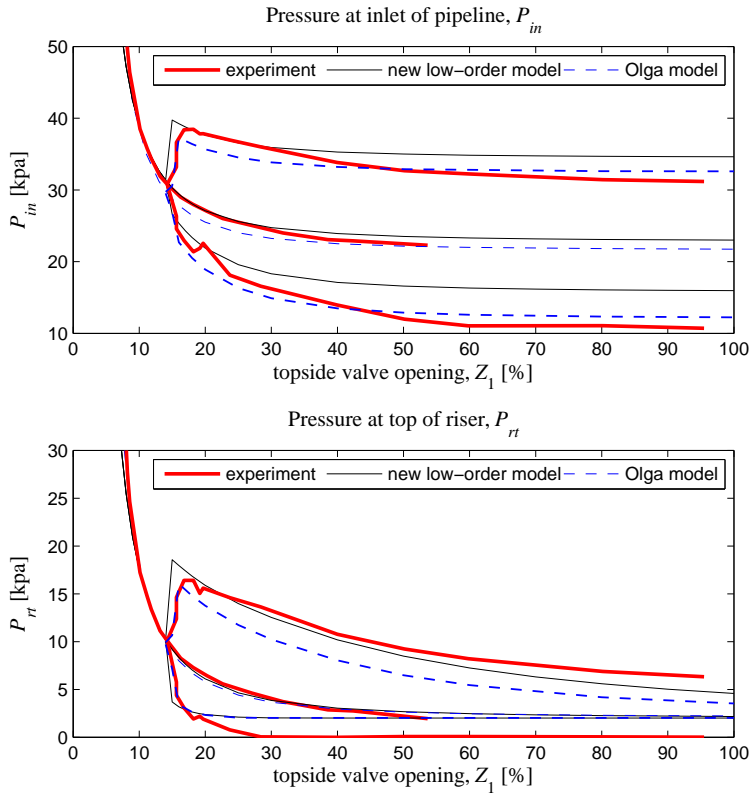 Pressure at inlet of pipeline, P_in
50
experiment new low−order model Olga model
40
P_in [kpa]
30
20
10
0 10 20 30 40 50 60 70 80 90 100
topside valve opening, Z_1 [%]
Pressure at top of riser, P_rt
30
experiment new low−order model Olga model
25
20
P_rt [kpa]
15
10
5
0
0 10 20 30 40 50 60 70 80 90 100
topside valve opening, Z_1 [%]